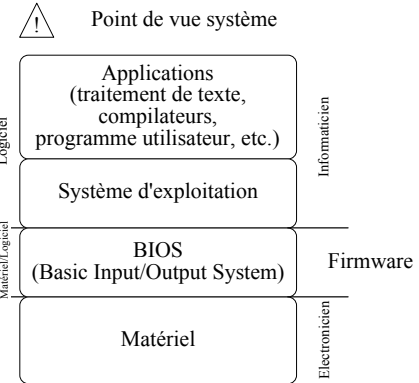 ! Point de vue système
Applications
(traitement de texte,
compilateurs,
programme utilisateur, etc.)
Logiciel
Informaticien
Système d'exploitation
Matériel/Logiciel
BIOS
(Basic Input/Output System)
Firmware
Matériel
Electronicien